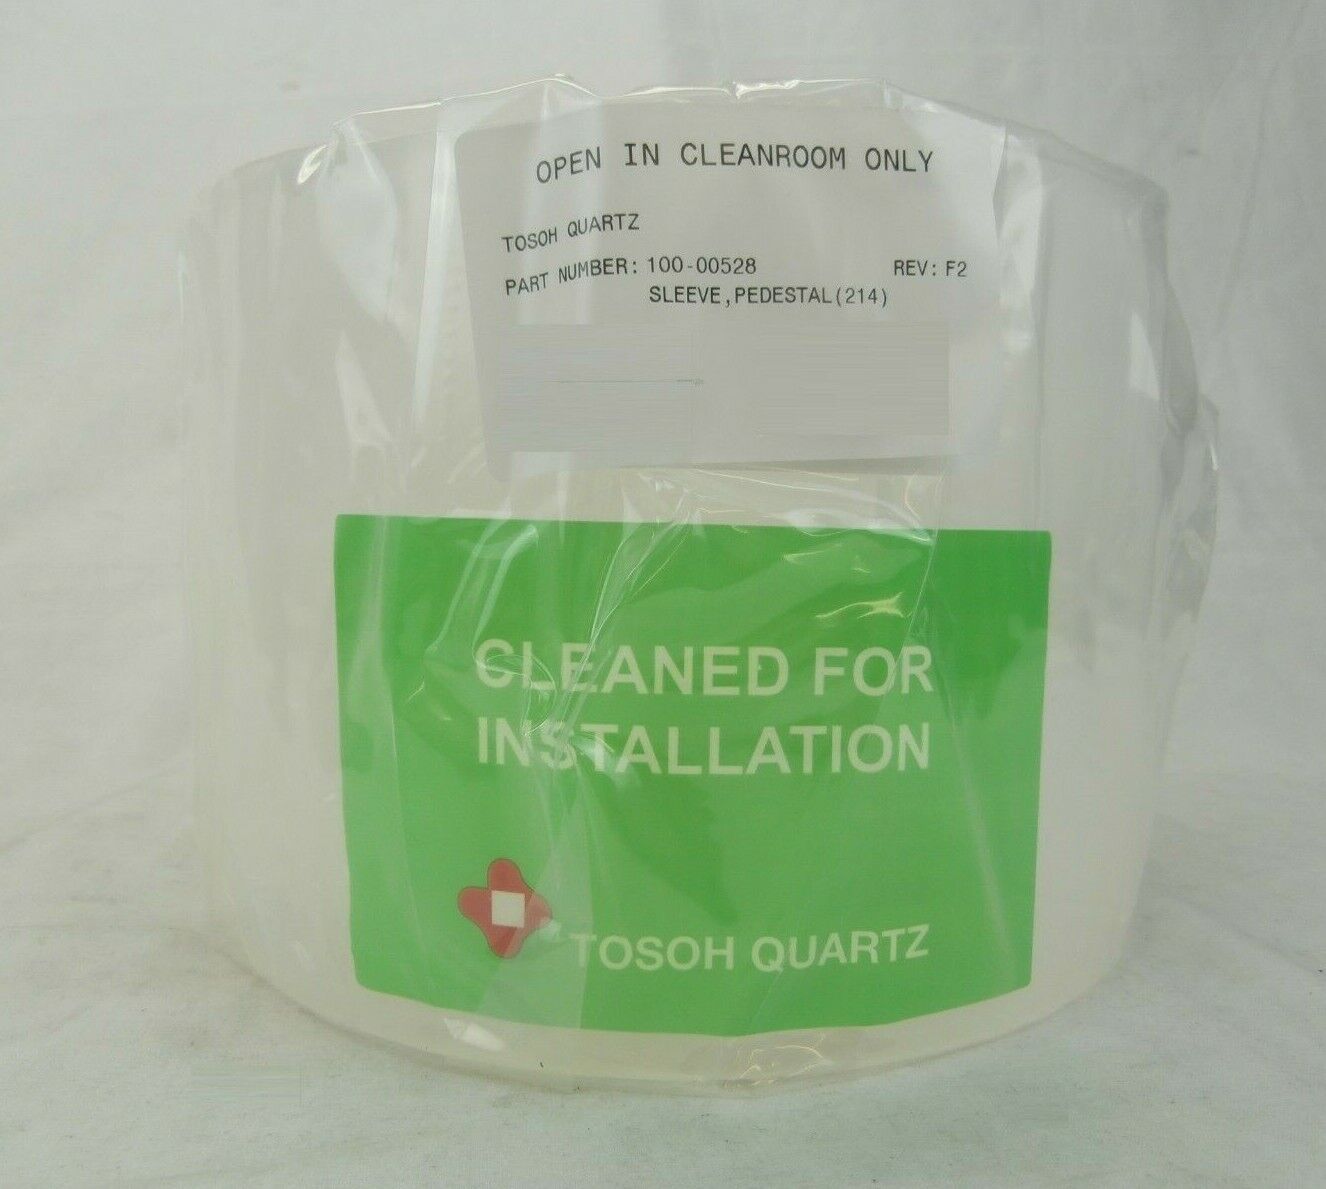 OPEN IN CLEANROOM ONLY
TOSOH QUARTZ
PART NUMBER: 100-00528 REV: F2
SLEEVE, PEDESTAL(214)
CLEANED FOR
INSTALLATION
TOSOH QUARTZ